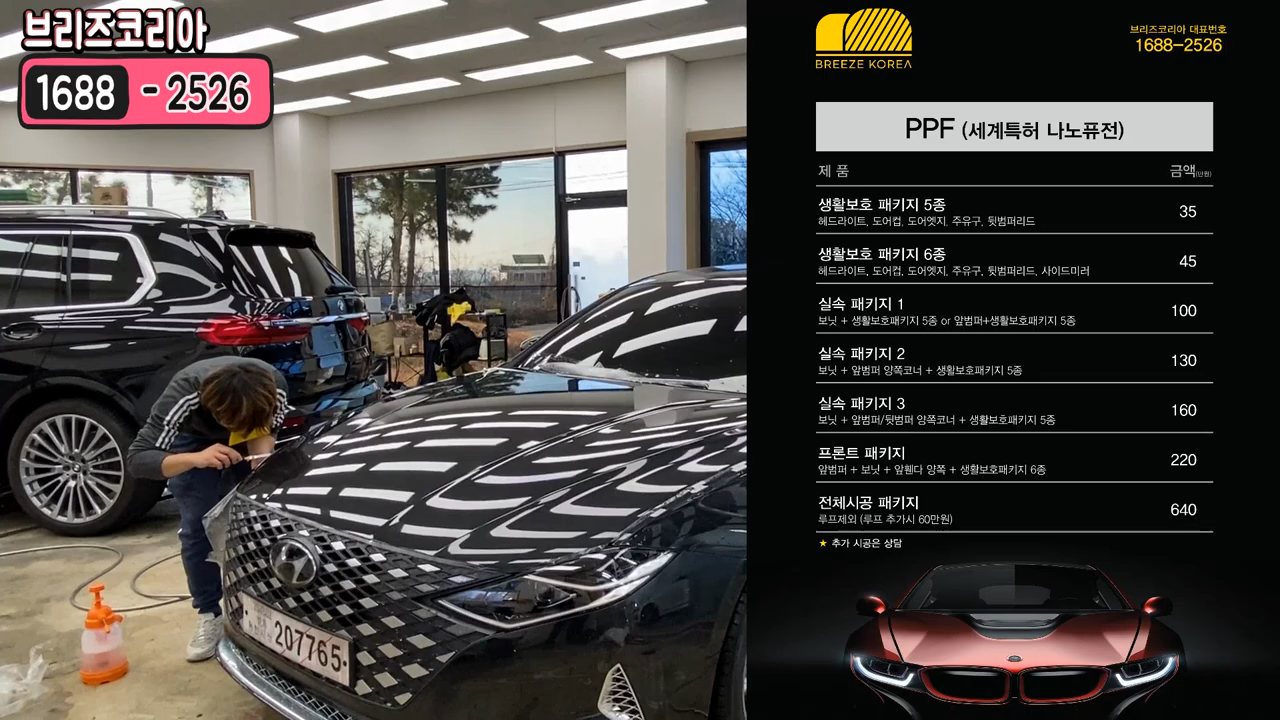 브리즈코리아
1688 - 2526
207765
BREEZE KOREA
브리즈코리아 대표번호
1688-2526
PPF (세계특허 나노퓨전)
제 품 금액(만원)
생활보호 패키지 5종 35
헤드라이트, 도어컵, 도어엣지, 주유구, 뒷범퍼리드
생활보호 패키지 6종 45
헤드라이트, 도어컵, 도어엣지, 주유구, 뒷범퍼리드, 사이드미러
실속 패키지 1 100
보닛 + 생활보호패키지 5종 or 앞범퍼+생활보호패키지 5종
실속 패키지 2 130
보닛 + 앞범퍼 양쪽코너 + 생활보호패키지 5종
실속 패키지 3 160
보닛 + 앞범퍼/뒷범퍼 양쪽코너 + 생활보호패키지 5종
프론트 패키지 220
앞범퍼 + 보닛 + 앞휀다 양쪽 + 생활보호패키지 6종
전체시공 패키지 640
루프제외 (루프 추가시 60만원)
★ 추가 시공은 상담